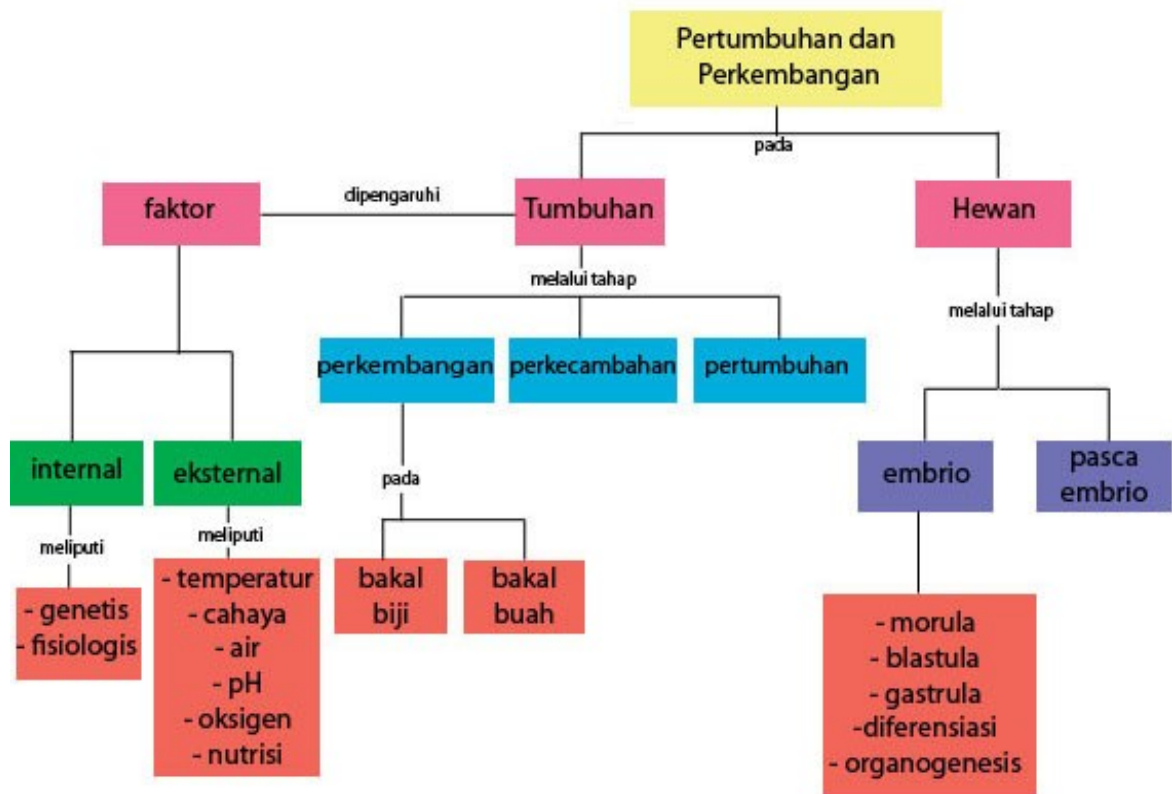 Pertumbuhan dan
Perkembangan
pada
faktor
dipengaruhi
Tumbuhan
Hewan
melalui tahap
melalui tahap
perkembangan
perkecambahan
pertumbuhan
internal
eksternal
pada
embrio
pasca
embrio
meliputi
meliputi
- genetis
- fisiologis
- temperatur
- cahaya
- air
- pH
- oksigen
- nutrisi
bakal
biji
bakal
buah
- morula
- blastula
- gastrula
-diferensiasi
- organogenesis